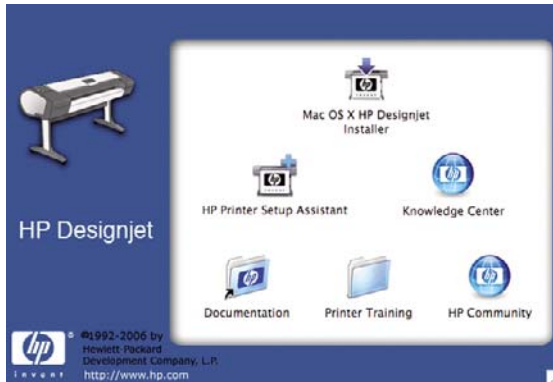 Mac OS X HP Designjet
Installer
HP Printer Setup Assistant
Knowledge Center
HP Designjet
Documentation
Printer Training
HP Community
hp
invent
®
©1992-2006 by
Hewlett-Packard
Development Company, L.P.
http://www.hp.com